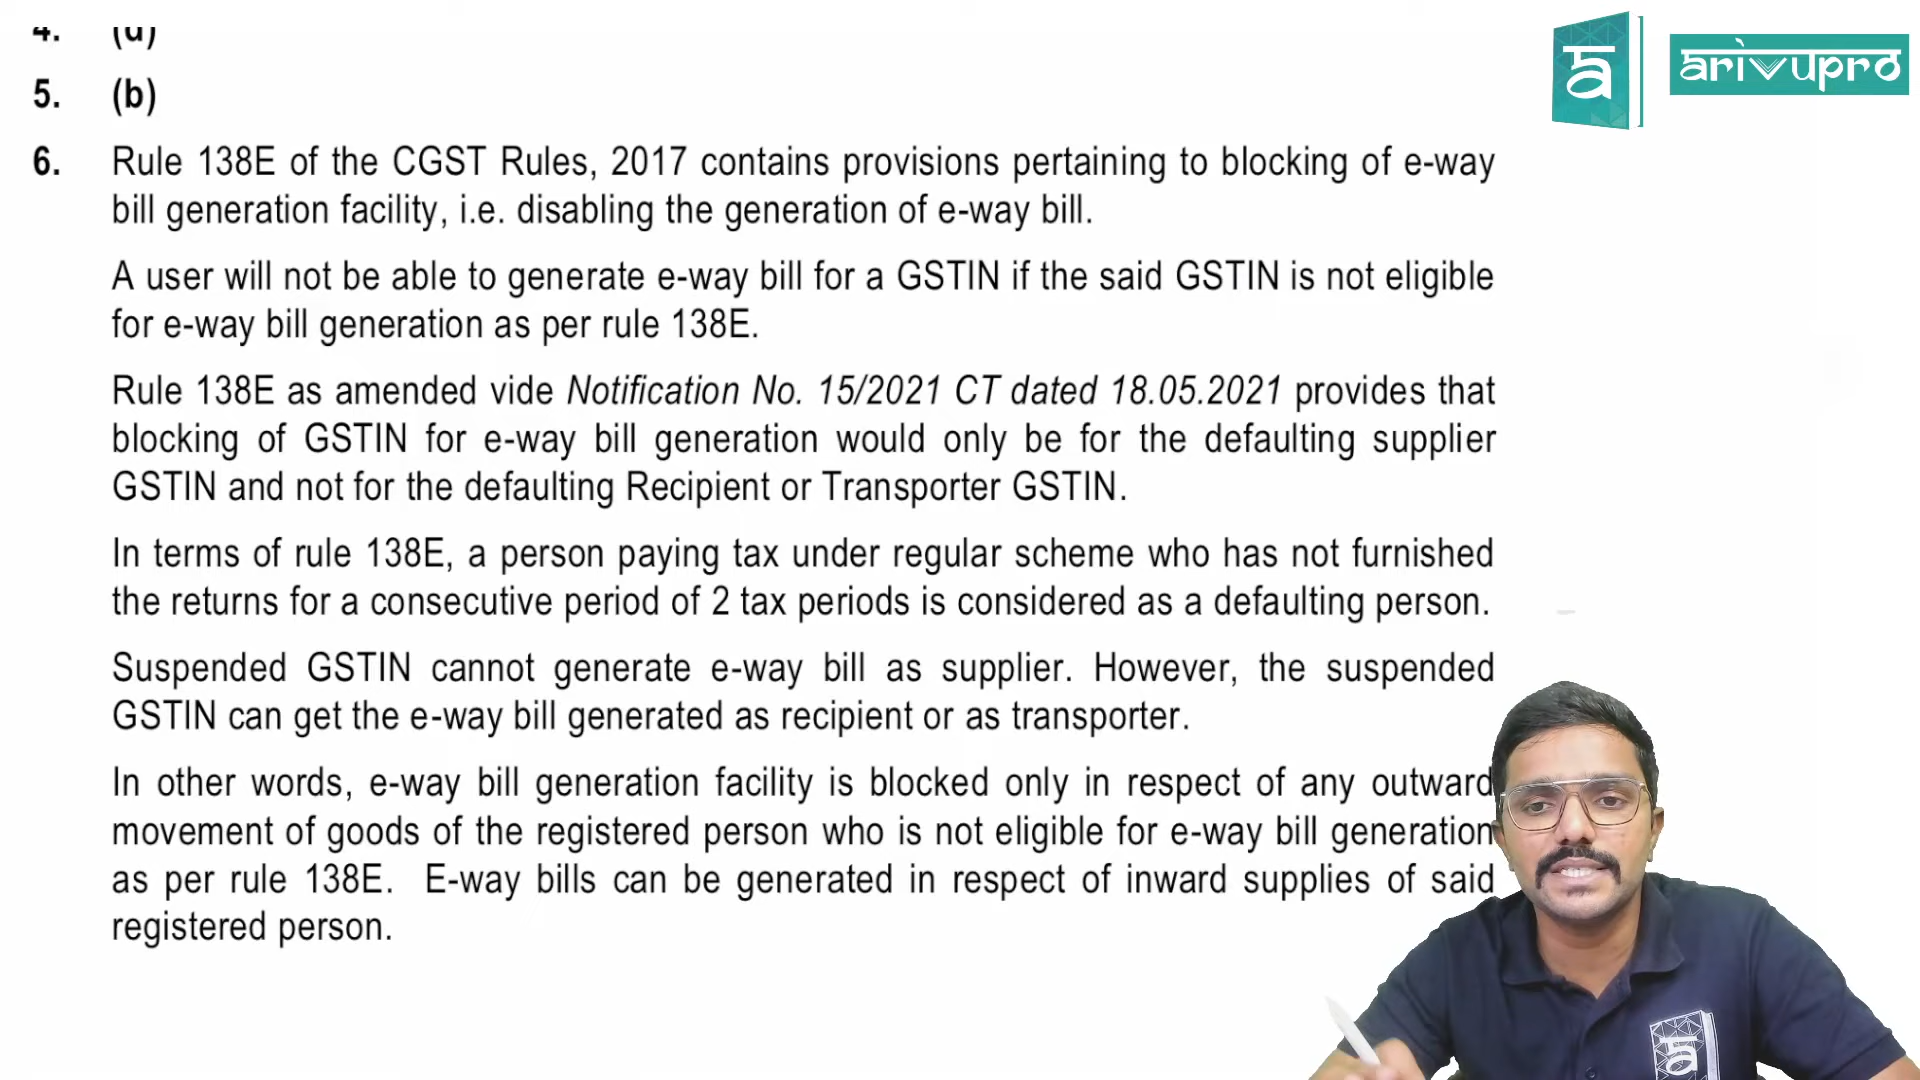 4. (d)
5. (b)
6. Rule 138E of the CGST Rules, 2017 contains provisions pertaining to blocking of e-way
bill generation facility, i.e. disabling the generation of e-way bill.
A user will not be able to generate e-way bill for a GSTIN if the said GSTIN is not eligible
for e-way bill generation as per rule 138E.
Rule 138E as amended vide Notification No. 15/2021 CT dated 18.05.2021 provides that
blocking of GSTIN for e-way bill generation would only be for the defaulting supplier
GSTIN and not for the defaulting Recipient or Transporter GSTIN.
In terms of rule 138E, a person paying tax under regular scheme who has not furnished
the returns for a consecutive period of 2 tax periods is considered as a defaulting person.
Suspended GSTIN cannot generate e-way bill as supplier. However, the suspended
GSTIN can get the e-way bill generated as recipient or as transporter.
In other words, e-way bill generation facility is blocked only in respect of any outward
movement of goods of the registered person who is not eligible for e-way bill generation
as per rule 138E. E-way bills can be generated in respect of inward supplies of said
registered person.
ā
arivupro
ā